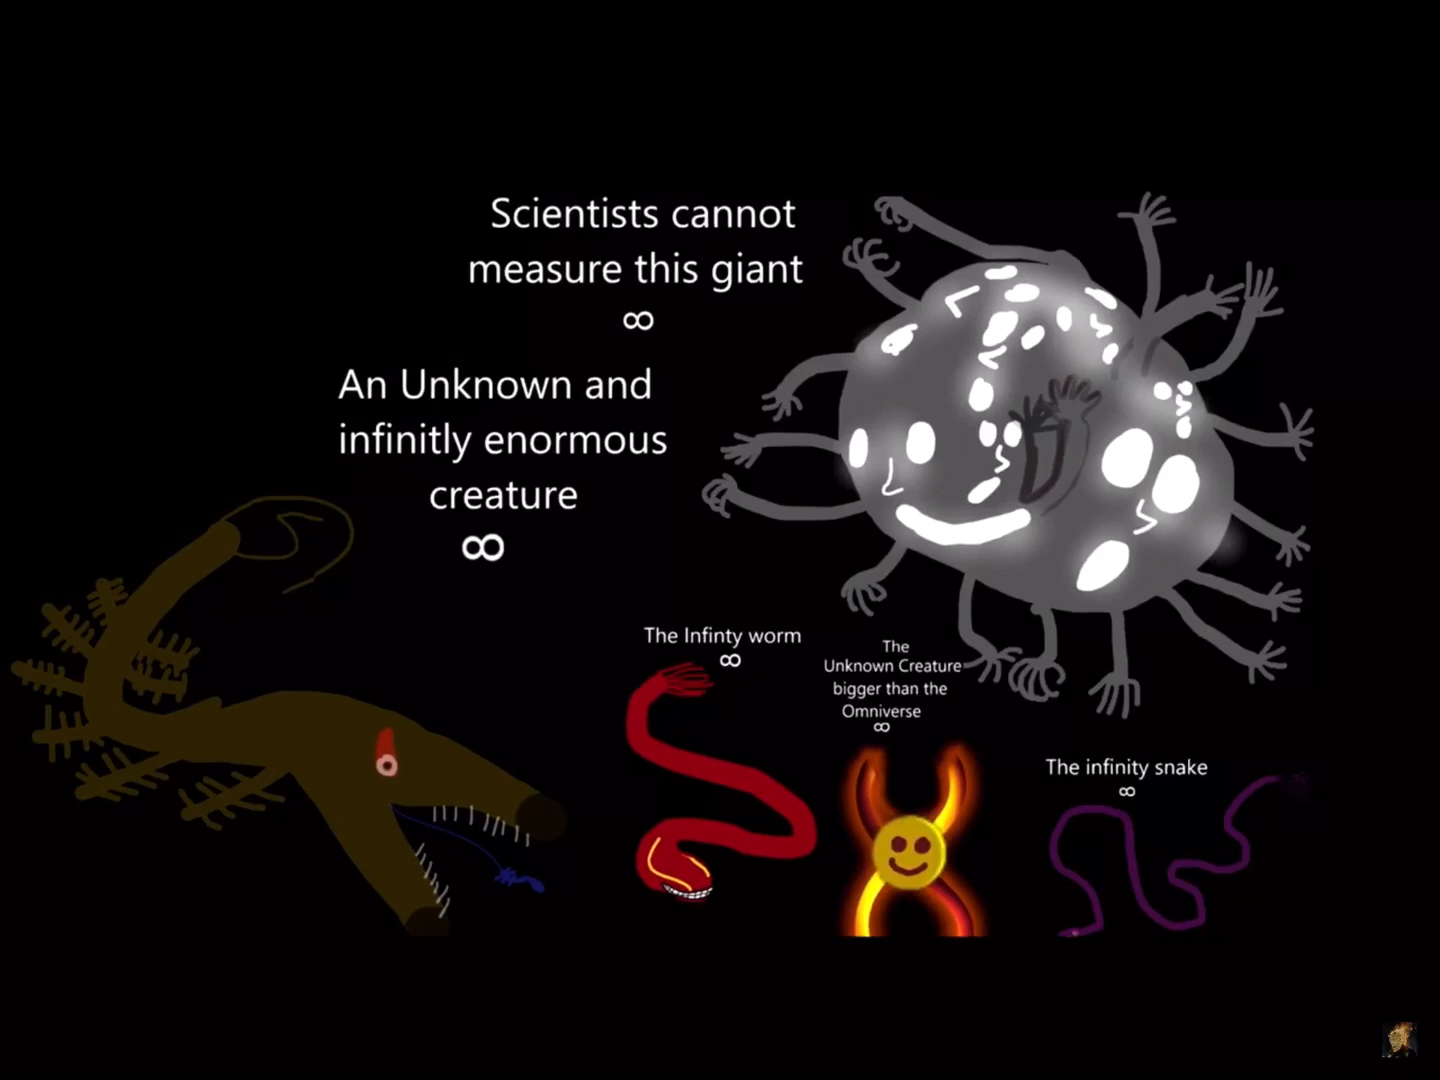 Scientists cannot
measure this giant
∞
An Unknown and
infinitly enormous
creature
∞
The Infinty worm
∞
The
Unknown Creature
bigger than the
Omniverse
∞
The infinity snake
∞